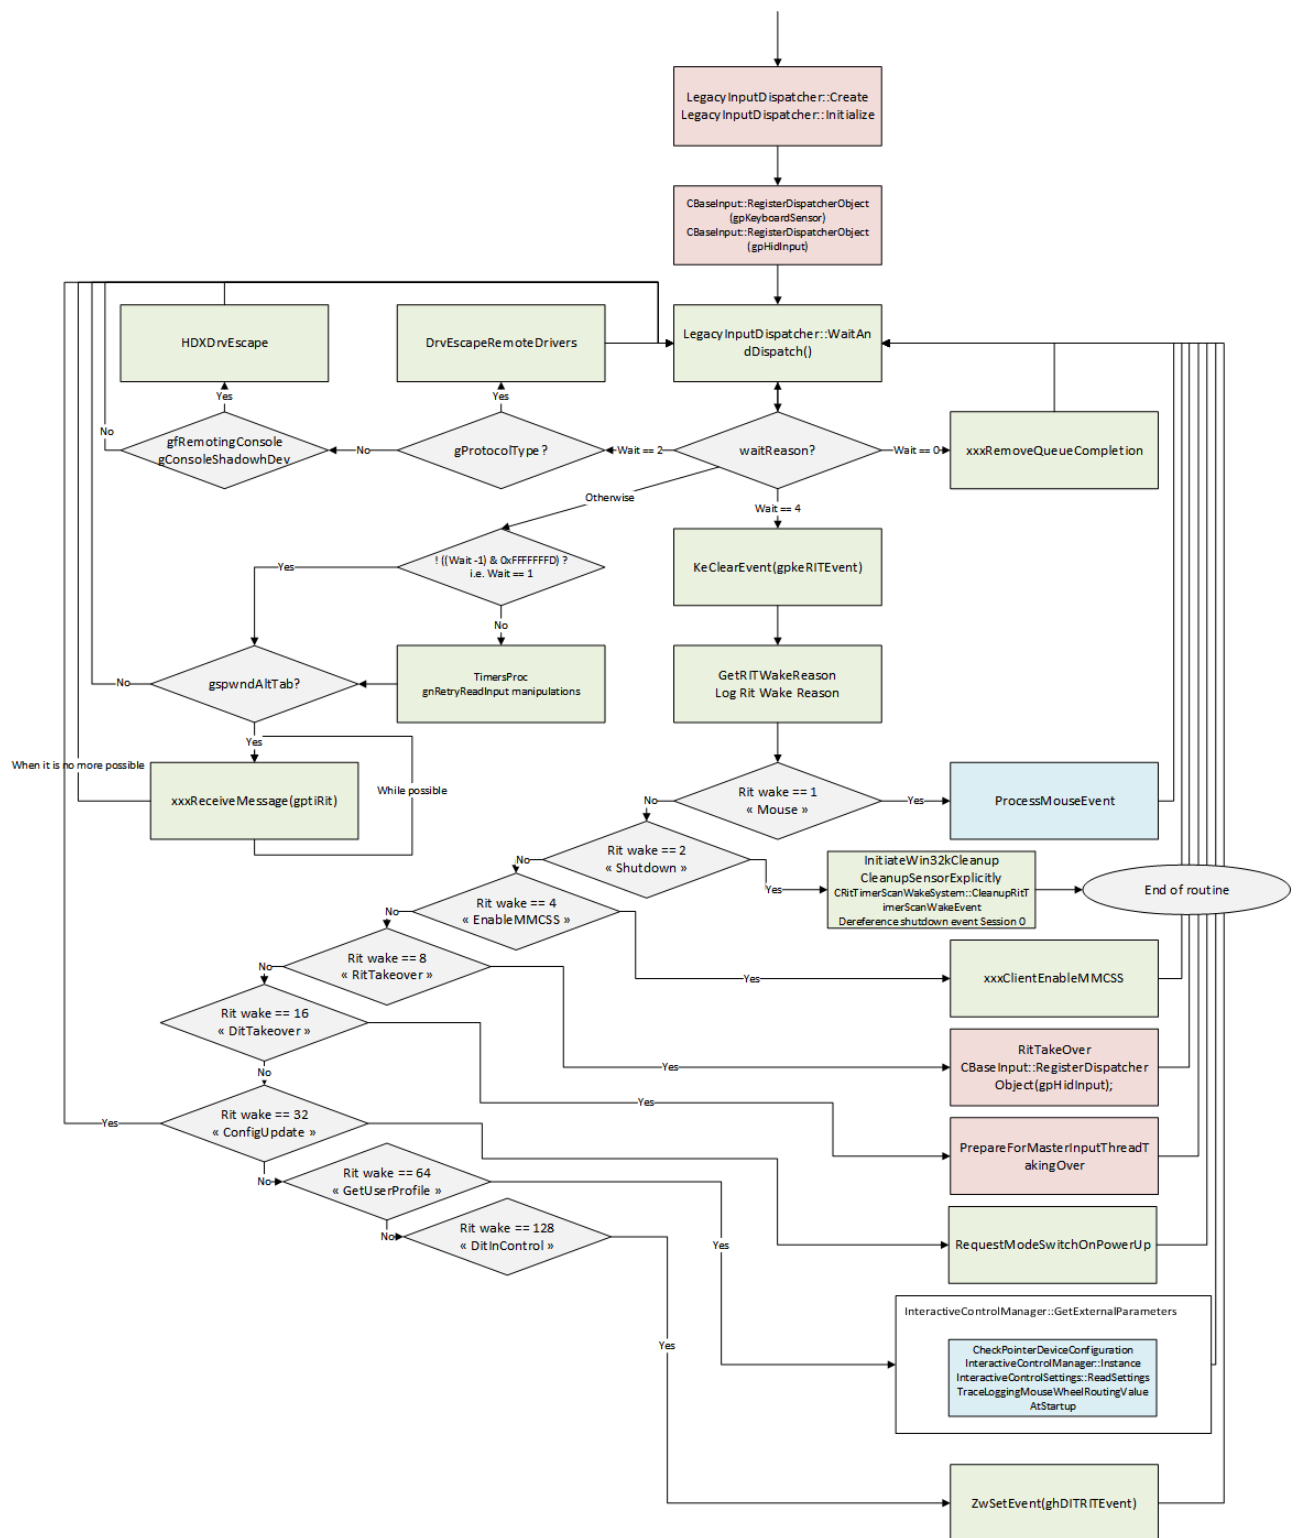 LegacyInputDispatcher::Create
LegacyInputDispatcher::Initialize
CBaseInput::RegisterDispatcherObject
(gpKeyboardSensor)
CBaseInput::RegisterDispatcherObject
(gpHidInput)
HDXDrvEscape
DrvEscapeRemoteDrivers
LegacyInputDispatcher::WaitAn
dDispatch()
Yes
Yes
No
gfRemotingConsole
gConsoleShadowhDev
No
gProtocolType?
Wait == 2
waitReason?
Wait == 0
xxxRemoveQueueCompletion
Otherwise
Wait == 4
! ((Wait -1) & 0xFFFFFFFD) ?
i.e. Wait == 1
Yes
KeClearEvent(gpkeRITEvent)
No
gspwndAltTab?
No
TimersProc
gnRetryReadInput manipulations
GetRITWakeReason
Log Rit Wake Reason
Yes
When it is no more possible
xxxReceiveMessage(gptiRit)
While possible
Rit wake == 1
« Mouse »
No
Yes
ProcessMouseEvent
Rit wake == 2
« Shutdown »
No
Yes
InitiateWin32kCleanup
CleanupSensorExplicitly
CRitTimerScanWakeSystem::CleanupRitT
imerScanWakeEvent
Dereference shutdown event Session 0
End of routine
Rit wake == 4
« EnableMMCSS »
No
Yes
xxxClientEnableMMCSS
Rit wake == 8
« RitTakeover »
No
Yes
RitTakeOver
CBaseInput::RegisterDispatcher
Object(gpHidInput);
Rit wake == 16
« DitTakeover »
No
Yes
PrepareForMasterInputThreadT
akingOver
Rit wake == 32
« ConfigUpdate »
Yes
No
RequestModeSwitchOnPowerUp
Rit wake == 64
« GetUserProfile »
No
Yes
Rit wake == 128
« DitInControl »
Yes
InteractiveControlManager::GetExternalParameters
CheckPointerDeviceConfiguration
InteractiveControlManager::Instance
InteractiveControlSettings::ReadSettings
TraceLoggingMouseWheelRoutingValue
AtStartup
ZwSetEvent(ghDITRITEvent)